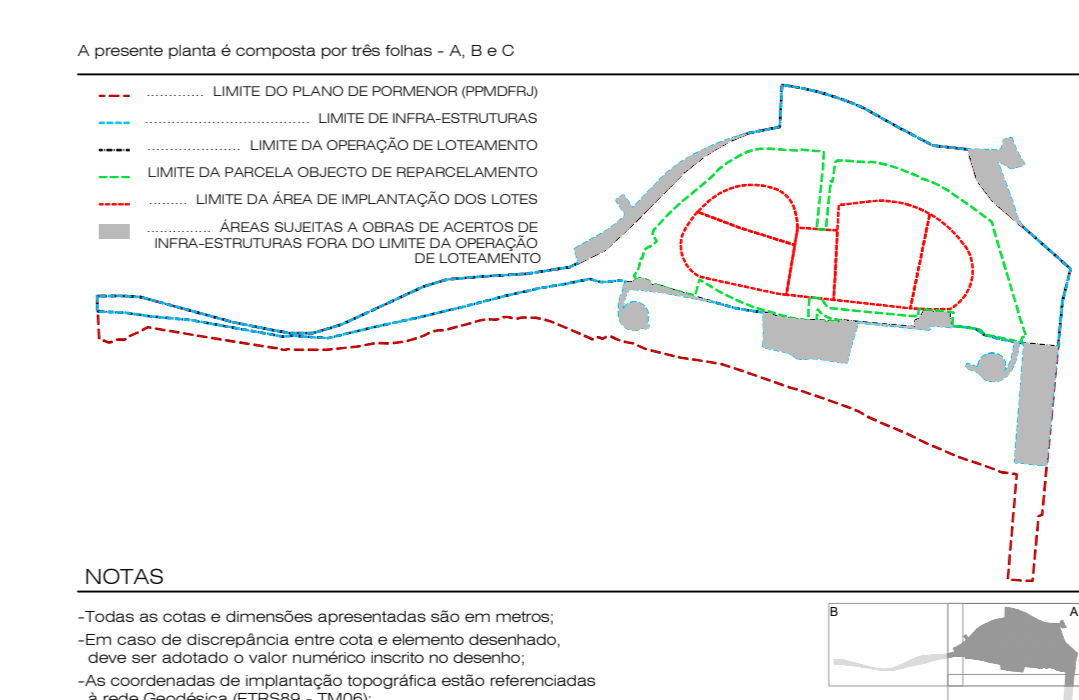 A presente planta é composta por três folhas - A, B e C
............. LIMITE DO PLANO DE PORMENOR (PPMDFRJ)
...................................... LIMITE DE INFRA-ESTRUTURAS
...................... LIMITE DA OPERAÇÃO DE LOTEAMENTO
LIMITE DA PARCELA OBJECTO DE REPARCELAMENTO
......... LIMITE DA ÁREA DE IMPLANTAÇÃO DOS LOTES
.............. ÁREAS SUJEITAS A OBRAS DE ACERTOS DE
INFRA-ESTRUTURAS FORA DO LIMITE DA OPERAÇÃO
DE LOTEAMENTO
NOTAS
-Todas as cotas e dimensões apresentadas são em metros;
-Em caso de discrepância entre cota e elemento desenhado,
deve ser adotado o valor numérico inscrito no desenho;
-As coordenadas de implantação topográfica estão referenciadas
à rede Geodésica (ETRS89 - TM06);
B
A